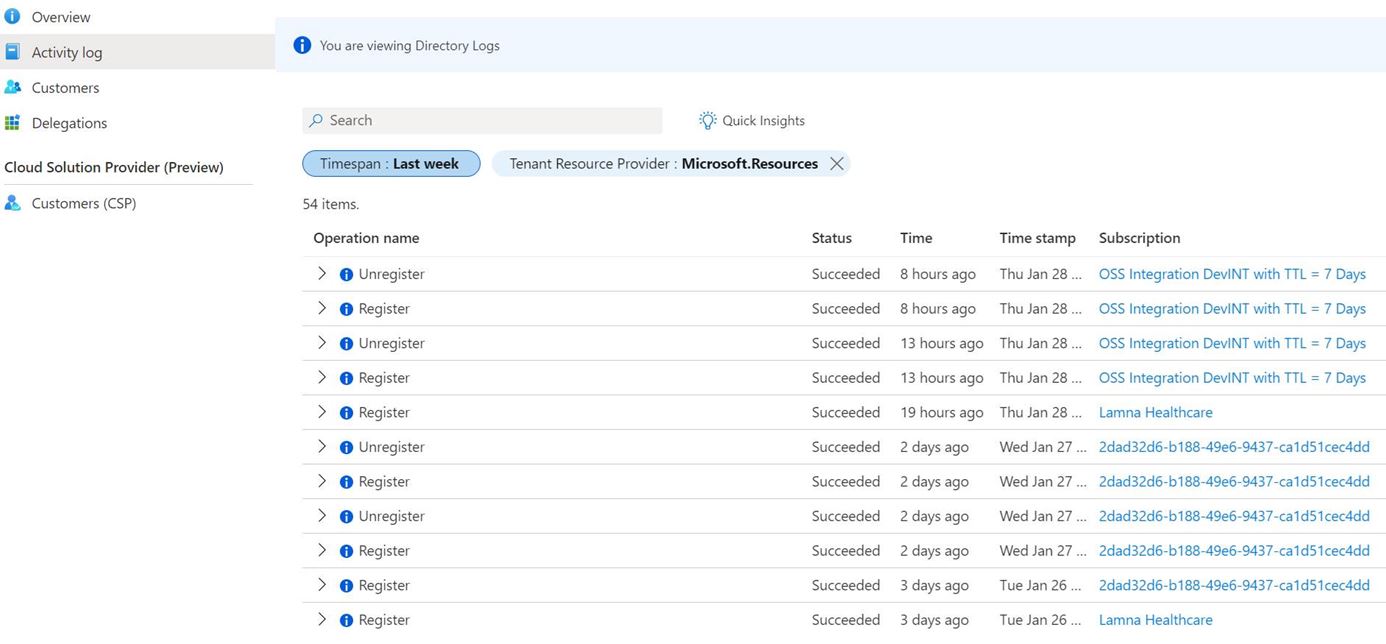 Overview
Activity log
Customers
Delegations
Cloud Solution Provider (Preview)
Customers (CSP)
You are viewing Directory Logs
Search Quick Insights
Timespan : Last week Tenant Resource Provider : Microsoft.Resources
54 items.
Operation name Status Time Time stamp Subscription
Unregister Succeeded 8 hours ago Thu Jan 28 ... OSS Integration DevINT with TTL = 7 Days
Register Succeeded 8 hours ago Thu Jan 28 ... OSS Integration DevINT with TTL = 7 Days
Unregister Succeeded 13 hours ago Thu Jan 28 ... OSS Integration DevINT with TTL = 7 Days
Register Succeeded 13 hours ago Thu Jan 28 ... OSS Integration DevINT with TTL = 7 Days
Register Succeeded 19 hours ago Thu Jan 28 ... Lamna Healthcare
Unregister Succeeded 2 days ago Wed Jan 27 ... 2dad32d6-b188-49e6-9437-ca1d51cec4dd
Register Succeeded 2 days ago Wed Jan 27 ... 2dad32d6-b188-49e6-9437-ca1d51cec4dd
Unregister Succeeded 2 days ago Wed Jan 27 ... 2dad32d6-b188-49e6-9437-ca1d51cec4dd
Register Succeeded 2 days ago Wed Jan 27 ... 2dad32d6-b188-49e6-9437-ca1d51cec4dd
Register Succeeded 3 days ago Tue Jan 26 ... 2dad32d6-b188-49e6-9437-ca1d51cec4dd
Register Succeeded 3 days ago Tue Jan 26 ... Lamna Healthcare